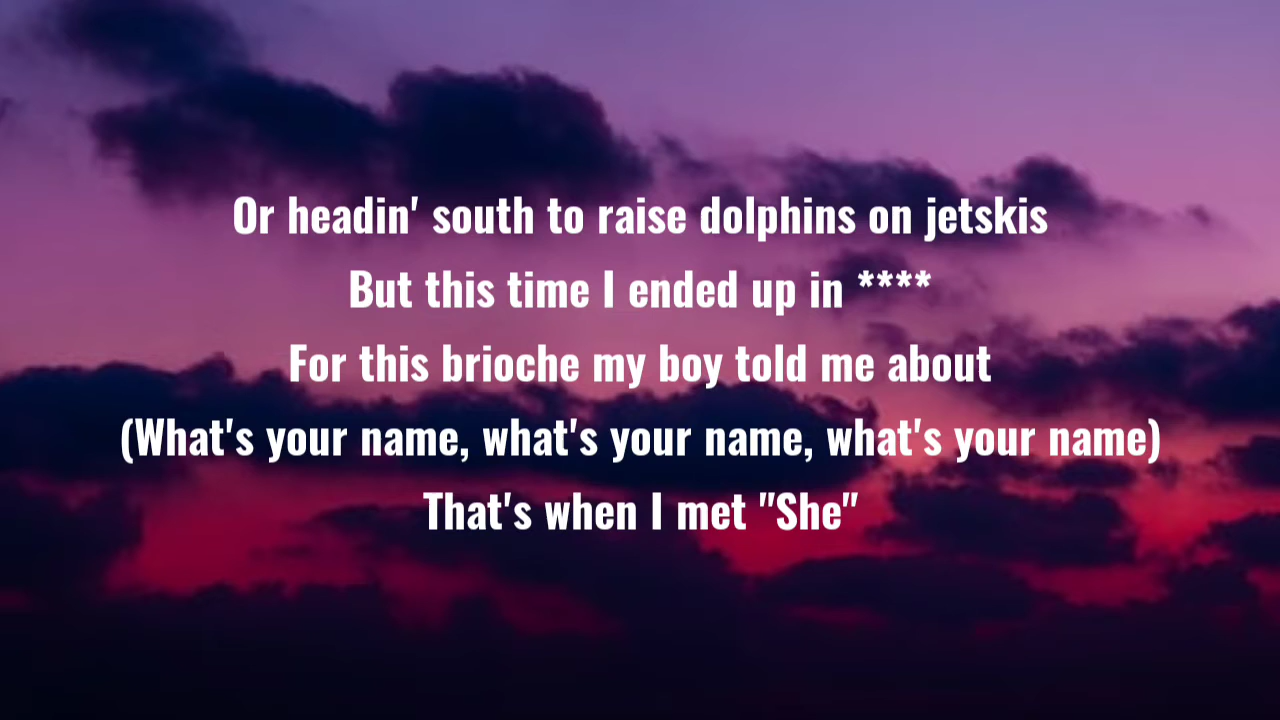 Or headin' south to raise dolphins on jetskis
But this time I ended up in ****
For this brioche my boy told me about
(What's your name, what's your name, what's your name)
That's when I met "She"